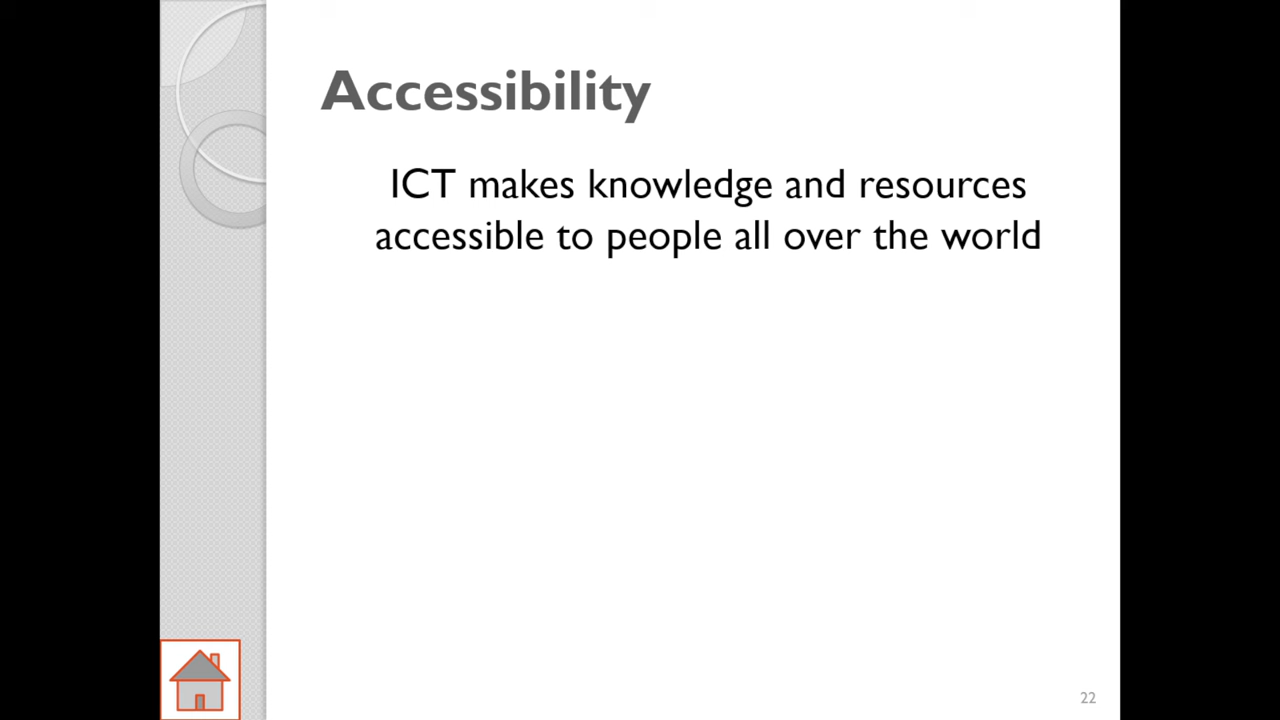 Accessibility
ICT makes knowledge and resources
accessible to people all over the world
22